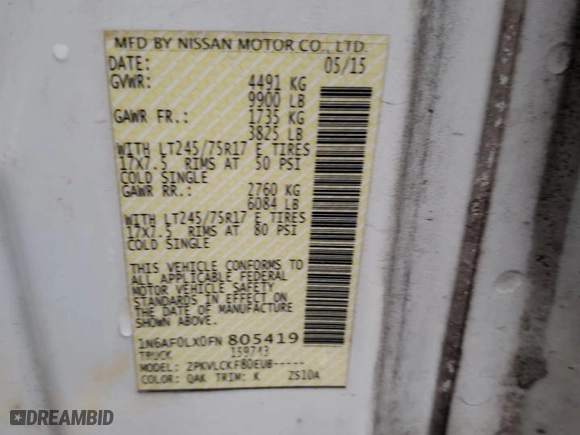 MFD BY NISSAN MOTOR CO., LTD.
DATE: 05/15
GVWR: 4491 KG
9900 LB
GAWR FR.: 1735 KG
3825 LB
WITH LT245/75R17 E TIRES
17X7.5 RIMS AT 50 PSI
COLD SINGLE
GAWR RR.: 2760 KG
6084 LB
WITH LT245/75R17 E TIRES
17X7.5 RIMS AT 80 PSI
COLD SINGLE
THIS VEHICLE CONFORMS TO
ALL APPLICABLE FEDERAL
MOTOR VEHICLE SAFETY
STANDARDS IN EFFECT ON
THE DATE OF MANUFACTURE
SHOWN ABOVE.
1N6AF0LX0FN 805419
TRUCK 159743
MODEL: ZPKVLCKF80EUB-----
COLOR: QAK TRIM: K ZS10A
DREAMBID